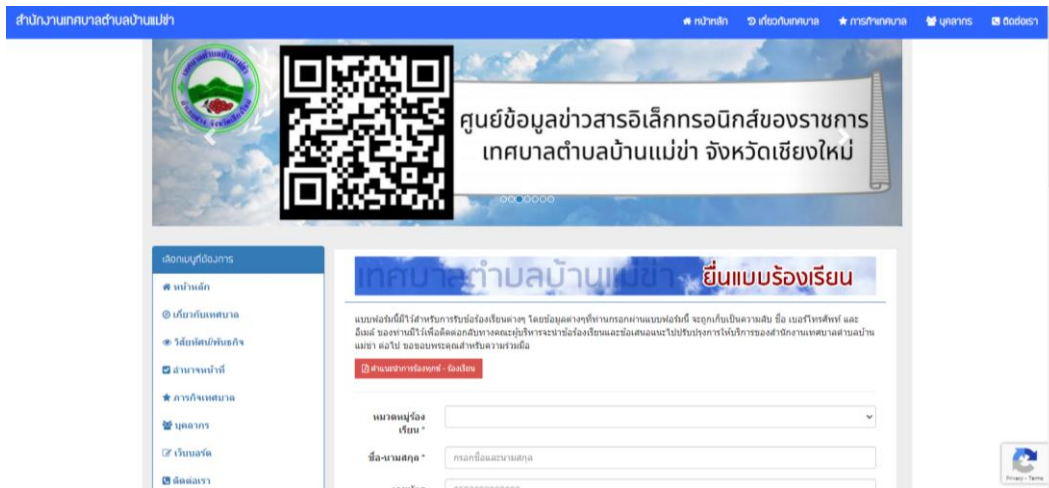 สำนักงานเทศบาลตำบลบ้านแม่ข่า
หน้าหลัก เกี่ยวกับเทศบาล ภารกิจเทศบาล บุคลากร ติดต่อเรา
ศูนย์ข้อมูลข่าวสารอิเล็กทรอนิกส์ของราชการ
เทศบาลตำบลบ้านแม่ข่า จังหวัดเชียงใหม่
เลือกเมนูที่ต้องการ
หน้าหลัก
เกี่ยวกับเทศบาล
วิสัยทัศน์/พันธกิจ
อำนาจหน้าที่
ภารกิจเทศบาล
บุคลากร
เว็บบอร์ด
ติดต่อเรา
เทศบาลตำบลบ้านแม่ข่า ยื่นแบบร้องเรียน
แบบฟอร์มนี้มีไว้สำหรับการรับข้อร้องเรียนต่างๆ โดยข้อมูลต่างๆที่ท่านกรอกผ่านแบบฟอร์มนี้ จะถูกเก็บเป็นความลับ ชื่อ เบอร์โทรศัพท์ และ
อีเมล์ ของท่านมีไว้เพื่อติดตอกลับทางคณะผู้บริหารจะนำข้อร้องเรียนและข้อเสนอแนะไปปรับปรุงการให้บริการของสำนักงานเทศบาลตำบลบ้าน
แม่ข่า ต่อไป ขอขอบพระคุณสำหรับความร่วมมือ
คำแนะนำการร้องทุกข์ - ร้องเรียน
หมวดหมู่ร้อง
เรียน *
ชื่อ-นามสกุล * กรอกชื่อและนามสกุล
Privacy - Terms